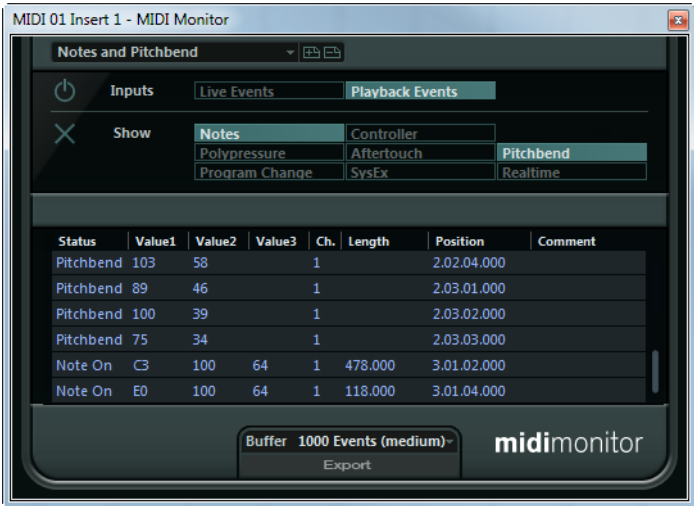 MIDI 01 Insert 1 - MIDI Monitor
Notes and Pitchbend
Inputs Live Events Playback Events
Show Notes Controller
Polypressure Aftertouch Pitchbend
Program Change SysEx Realtime
Status Value1 Value2 Value3 Ch. Length Position Comment
Pitchbend 103 58 1 2.02.04.000
Pitchbend 89 46 1 2.03.01.000
Pitchbend 100 39 1 2.03.02.000
Pitchbend 75 34 1 2.03.03.000
Note On C3 100 64 1 478.000 3.01.02.000
Note On E0 100 64 1 118.000 3.01.04.000
Buffer 1000 Events (medium)
Export
midimonitor